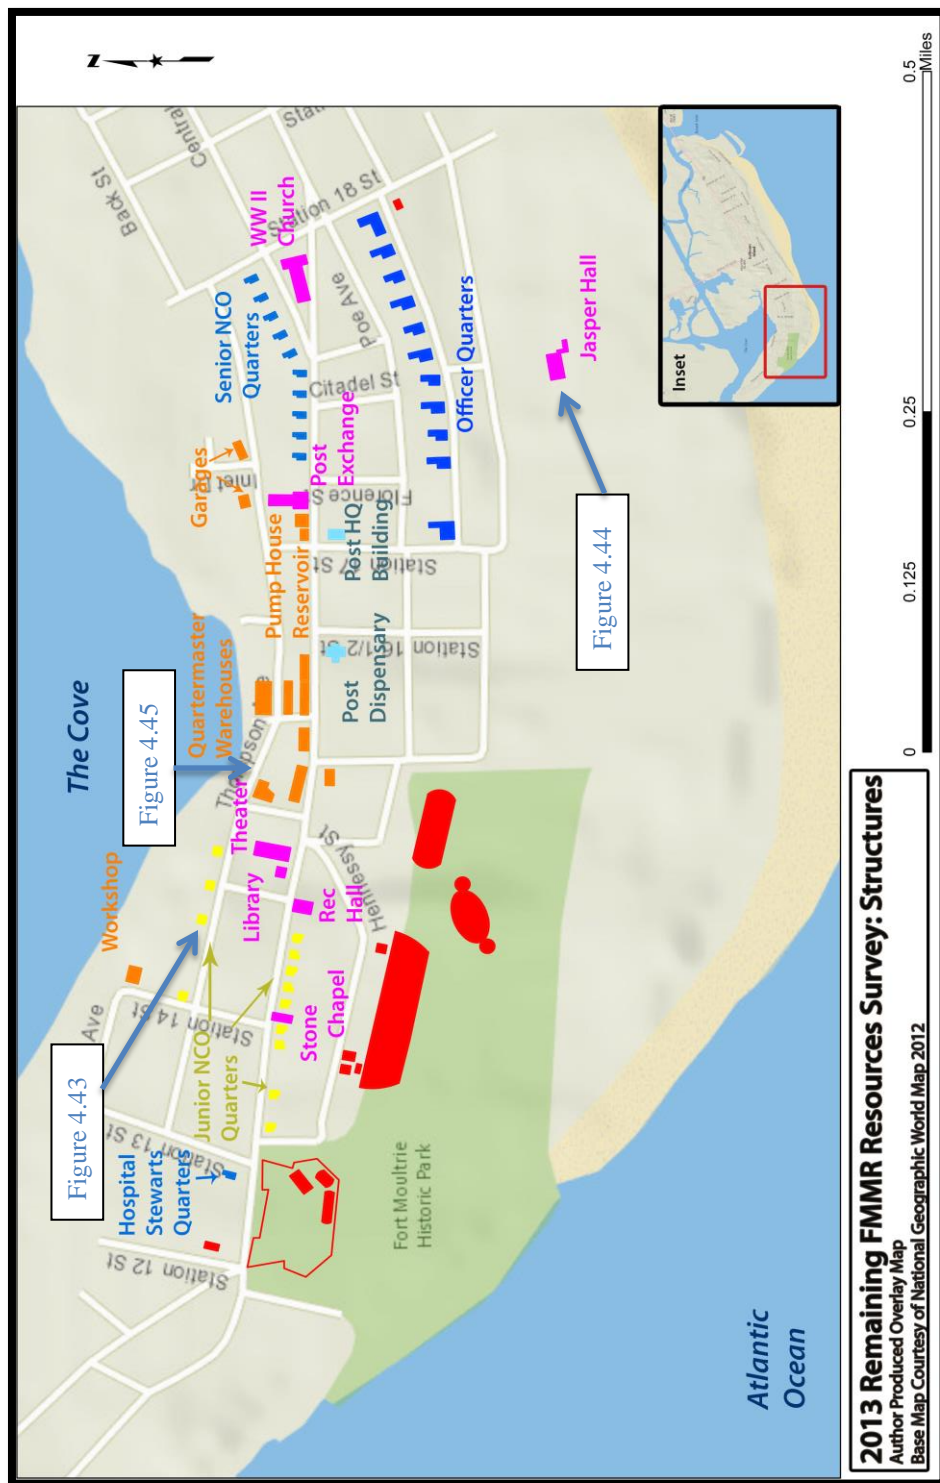 N
0.5
Miles
0.25
0.125
0
Back St
Central
Stati
Station 18 St
WW II
Church
Senior NCO
Quarters
Poe Ave
Citadel St
Officer Quarters
Jasper Hall
Inset
Garages
Inlet Dr
Post
Exchange
Florence St
Pump House
Reservoir
Post HQ
Building
Station 17 St
Figure 4.44
Station 16 1/2 St
Post
Dispensary
Quartermaster
Warehouses
The Cove
Figure 4.45
Thompson Ave
Theater
Library
Rec
Hall
Hennessy St
Workshop
Ave
Station 14 St
Stone
Chapel
Junior NCO
Quarters
Figure 4.43
Station 13 St
Hospital
Stewarts
Quarters
Station 12 St
Fort Moultrie
Historic Park
Atlantic
Ocean
2013 Remaining FMMR Resources Survey: Structures
Author Produced Overlay Map
Base Map Courtesy of National Geographic World Map 2012